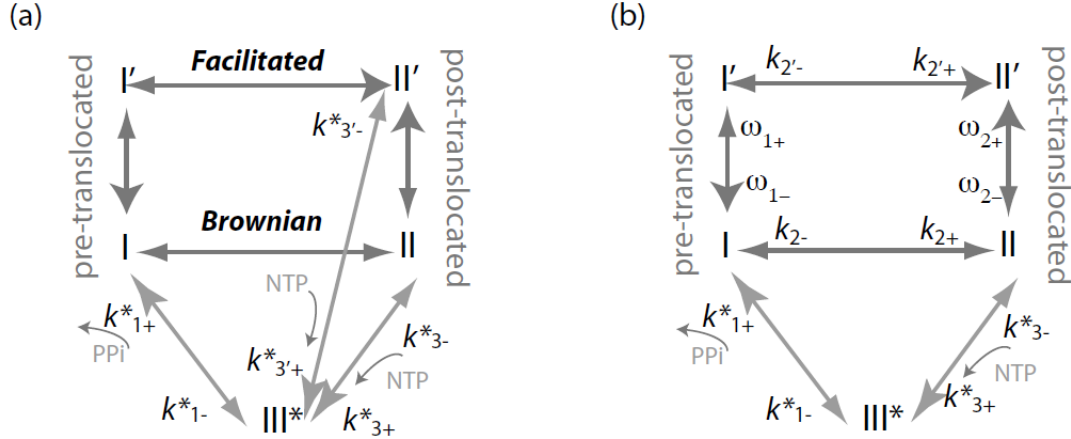 (a)
pre-translocated
I′
Facilitated
II′
post-translocated
k*3′-
Brownian
I
II
NTP
k*1+
PPi
k*3-
NTP
k*3′+
k*1-
III*
k*3+
(b)
pre-translocated
I′
k2′-
k2′+
II′
post-translocated
ω1+
ω2+
ω1–
ω2–
I
k2-
k2+
II
k*1+
PPi
k*3-
NTP
k*3+
k*1-
III*